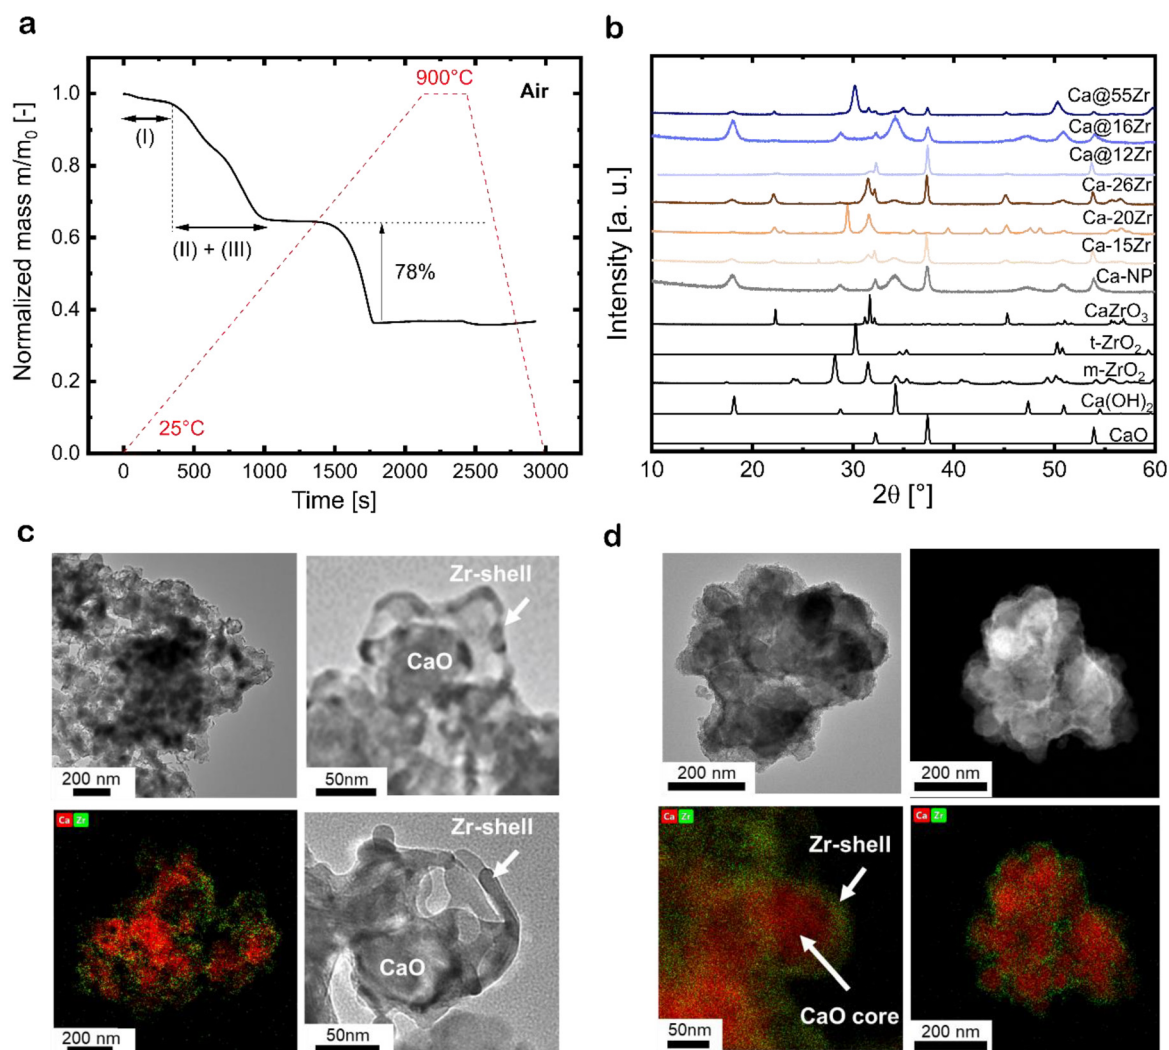 a
Normalized mass m/m0 [-]
1.0
0.8
0.6
0.4
0.2
0.0
900°C
Air
(I)
(II) + (III)
78%
25°C
0
500
1000
1500
2000
2500
3000
Time [s]
b
Intensity [a. u.]
Ca@55Zr
Ca@16Zr
Ca@12Zr
Ca-26Zr
Ca-20Zr
Ca-15Zr
Ca-NP
CaZrO3
t-ZrO2
m-ZrO2
Ca(OH)2
CaO
10
20
30
40
50
60
2θ [°]
c
200 nm
Zr-shell
CaO
50nm
Ca Zr
200 nm
Zr-shell
CaO
50nm
d
200 nm
200 nm
Ca Zr
Zr-shell
CaO core
50nm
Ca Zr
200 nm